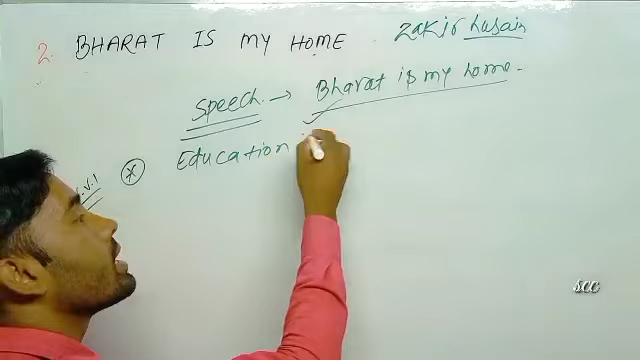 2. BHARAT IS MY HOME Zakir husain
Speech → Bharat is my home.
Education
V.V.I
SCC